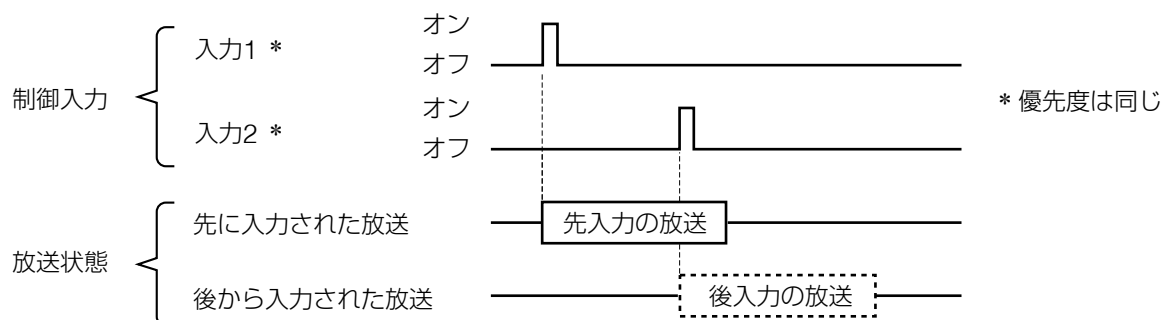 オン
入力1 *
オフ
制御入力
オン
* 優先度は同じ
入力2 *
オフ
先に入力された放送
先入力の放送
放送状態
後から入力された放送
後入力の放送